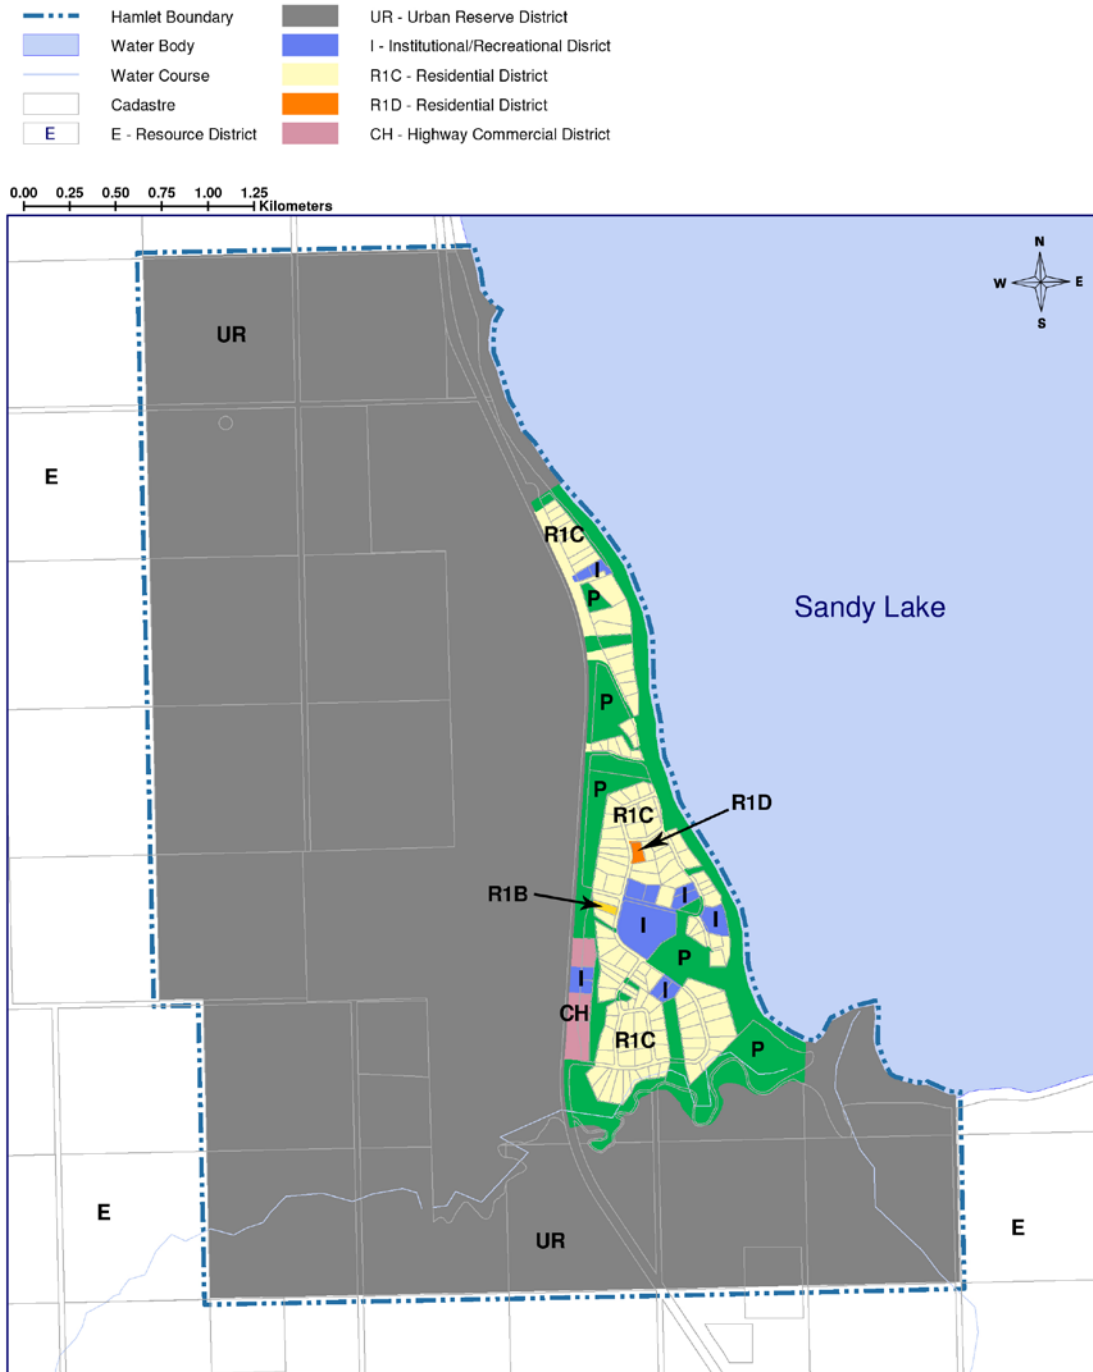 Hamlet Boundary
UR - Urban Reserve District
Water Body
I - Institutional/Recreational Disrict
Water Course
R1C - Residential District
Cadastre
R1D - Residential District
E
E - Resource District
CH - Highway Commercial District
0.00 0.25 0.50 0.75 1.00 1.25
Kilometers
N
W E
S
UR
E
R1C
I
P
Sandy Lake
P
P
R1D
R1C
R1B
I
I
I
P
I
I
CH
R1C
P
E
E
UR